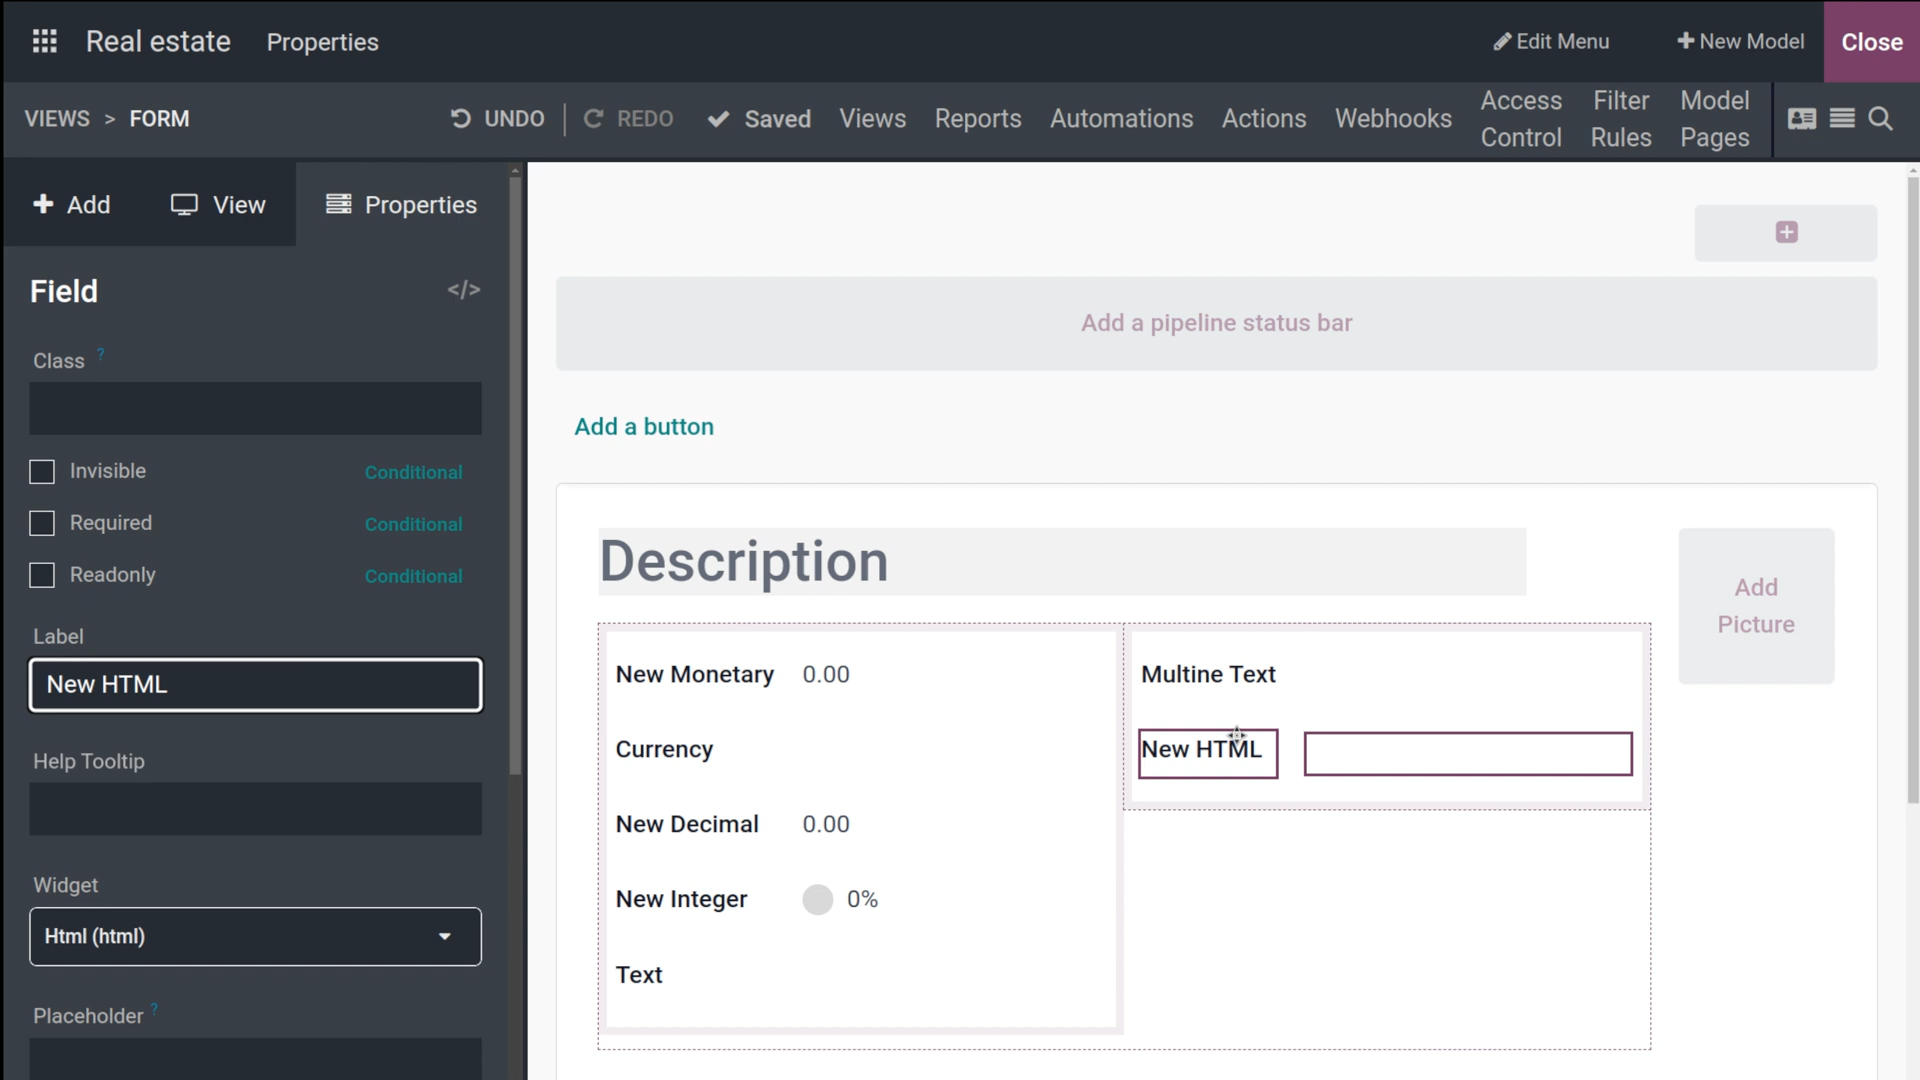 Real estate Properties Edit Menu New Model Close
VIEWS > FORM UNDO REDO Saved Views Reports Automations Actions Webhooks Access Control Filter Rules Model Pages
Add View Properties
Field </>
Class ?
Invisible Conditional
Required Conditional
Readonly Conditional
Label
New HTML
Help Tooltip
Widget
Html (html)
Placeholder ?
Add a pipeline status bar
Add a button
Description
Add
Picture
New Monetary 0.00
Currency
New Decimal 0.00
New Integer 0%
Text
Multine Text
New HTML